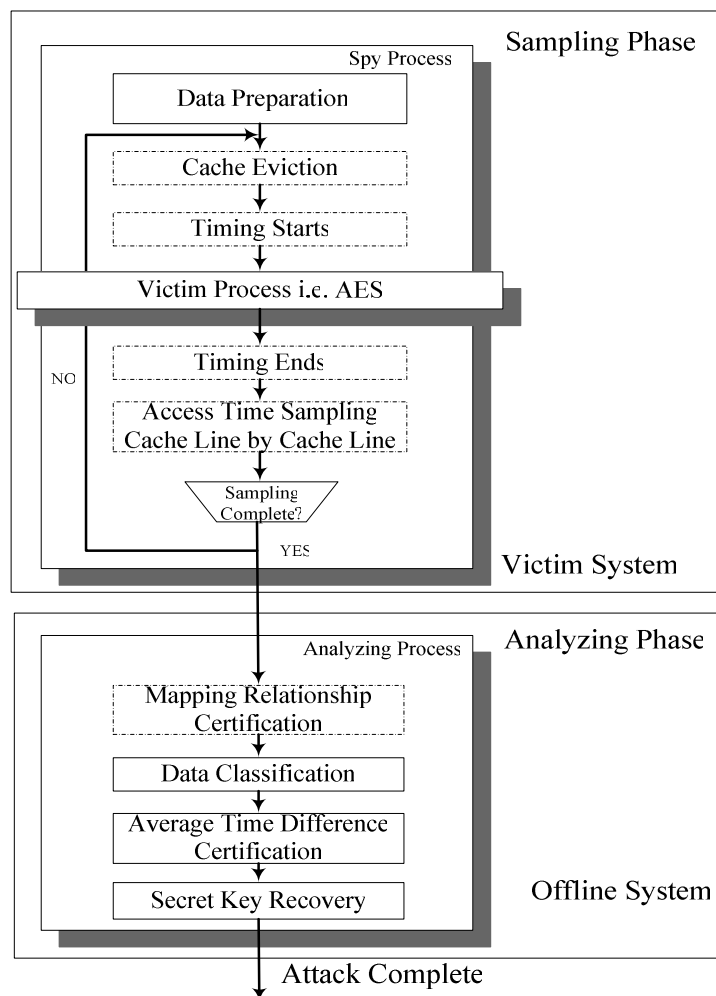 Sampling Phase
Spy Process
Data Preparation
Cache Eviction
Timing Starts
Victim Process i.e. AES
Timing Ends
NO
Access Time Sampling
Cache Line by Cache Line
Sampling
Complete?
YES
Victim System
Analyzing Phase
Analyzing Process
Mapping Relationship
Certification
Data Classification
Average Time Difference
Certification
Secret Key Recovery
Offline System
Attack Complete